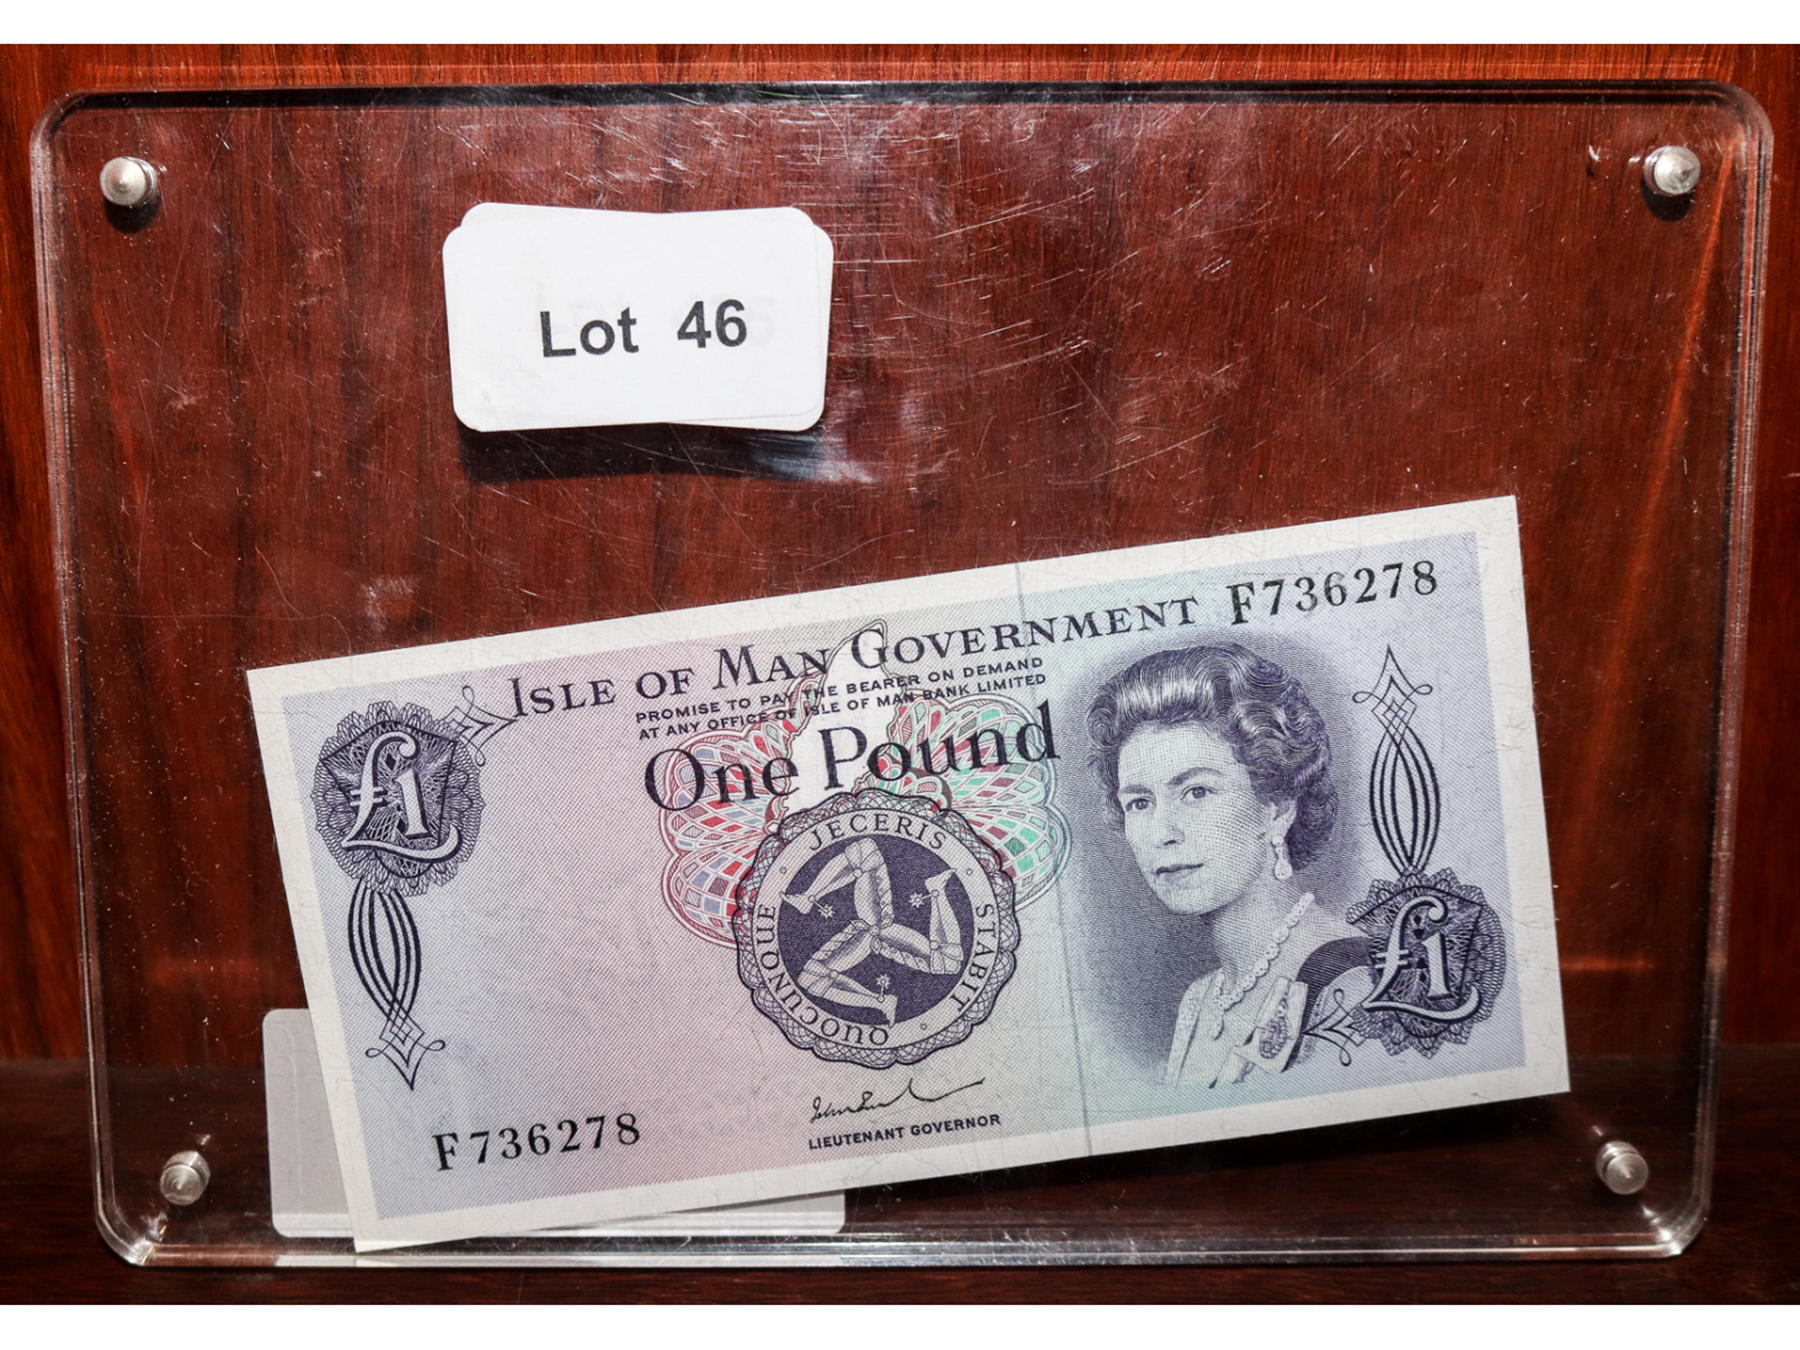 Lot 46
ISLE OF MAN GOVERNMENT F736278
PROMISE TO PAY THE BEARER ON DEMAND
AT ANY OFFICE OF ISLE OF MAN BANK LIMITED
One Pound
£1
QUOCUNQUE · JECERIS · STABIT ·
£1
LIEUTENANT GOVERNOR
F736278